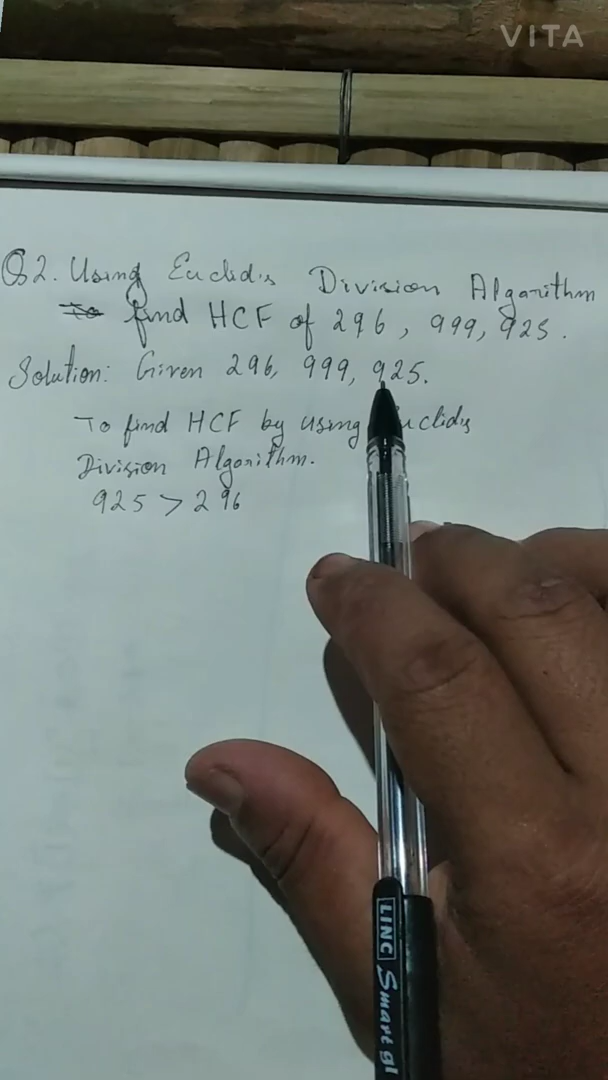 VITA
Q2. Using Euclid's Division Algorithm
find HCF of 296, 999, 925.
Solution: Given 296, 999, 925.
To find HCF by using Euclid's
Division Algorithm.
925 > 296
LINC Smart gl